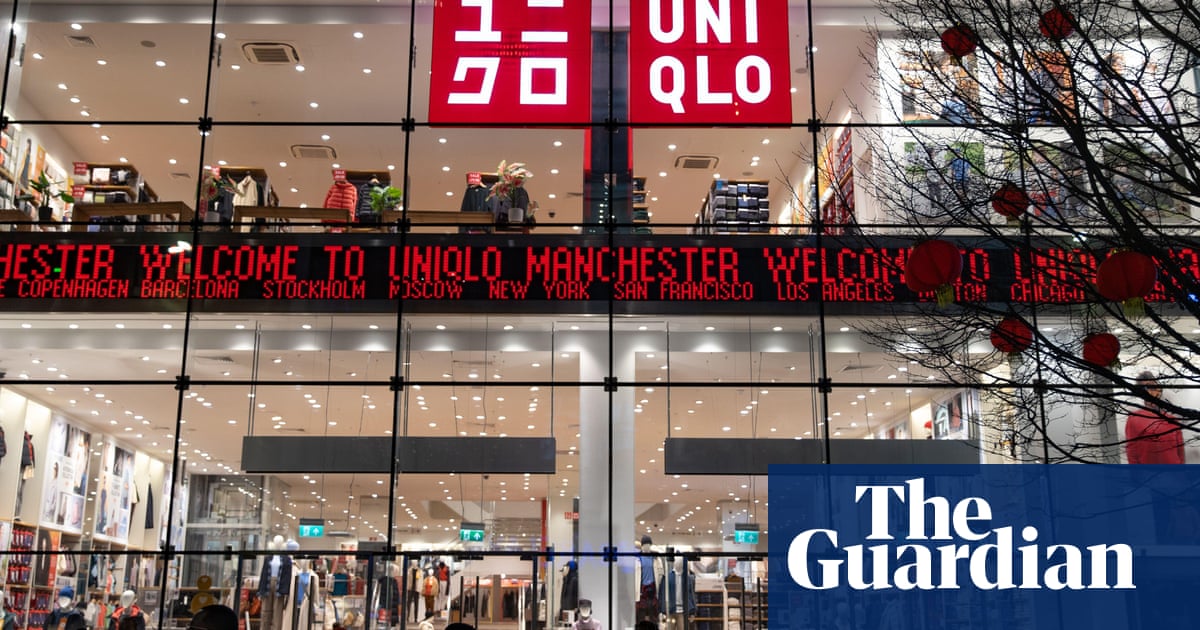 ユニ
クロ
UNI
QLO
HESTER WELCOME TO UNIQLO MANCHESTER WELCOME TO
COPENHAGEN BARCELONA STOCKHOLM MOSCOW NEW YORK SAN FRANCISCO LOS ANGELES CHICAGO
The
Guardian